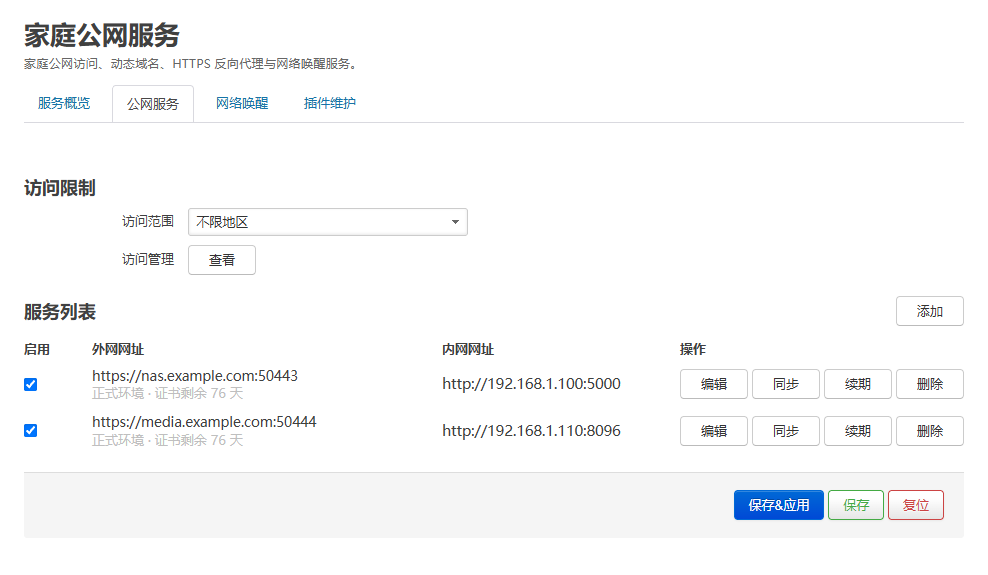 家庭公网服务
家庭公网访问、动态域名、HTTPS 反向代理与网络唤醒服务。
服务概览 公网服务 网络唤醒 插件维护
访问限制
访问范围 不限地区
访问管理 查看
服务列表 添加
启用 外网网址 内网网址 操作
https://nas.example.com:50443
正式环境 · 证书剩余 76 天
http://192.168.1.100:5000 编辑 同步 续期 删除
https://media.example.com:50444
正式环境 · 证书剩余 76 天
http://192.168.1.110:8096 编辑 同步 续期 删除
保存&应用 保存 复位